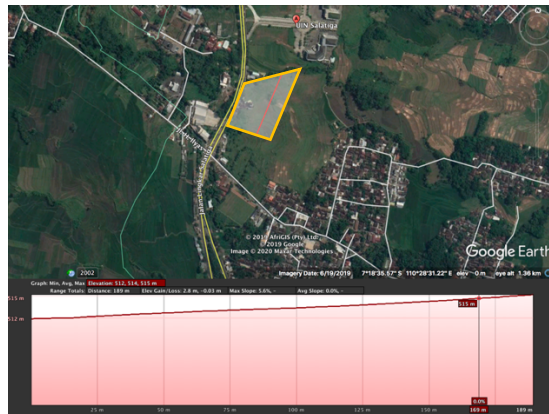 UIN Salatiga
© 2019 AfriGIS (Pty) Ltd.
2019 Google
Image © 2020 Maxar Technologies
Google Earth
2002
Imagery Date: 6/19/2019 7°18'35.57" S 110°28'31.22" E elev 0 m eye alt 1.36 km
Graph: Min, Avg, Max Elevation: 512, 514, 515 m
Range Totals: Distance: 189 m Elev Gain/Loss: 2.8 m, -0.03 m Max Slope: 5.6%, - Avg Slope: 0.0%, -
515 m
515 m
512 m
0.0%
25 m 50 m 75 m 100 m 125 m 150 m 169 m 189 m